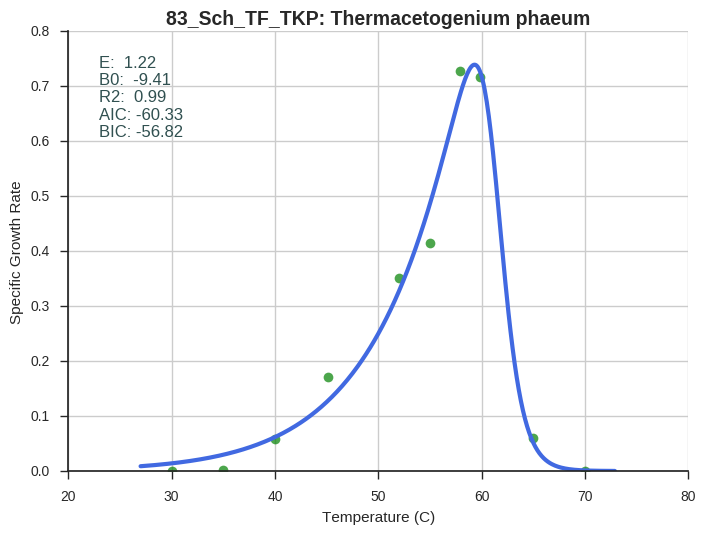 83_Sch_TF_TKP: Thermacetogenium phaeum
E:  1.22
B0:  -9.41
R2:  0.99
AIC: -60.33
BIC: -56.82
Specific Growth Rate
0.8
0.7
0.6
0.5
0.4
0.3
0.2
0.1
0.0
20 30 40 50 60 70 80
Temperature (C)